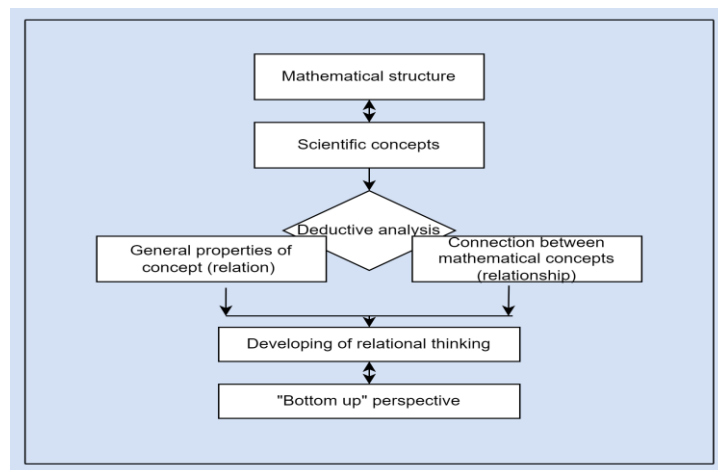 Mathematical structure
Scientific concepts
Deductive analysis
General properties of
concept (relation)
Connection between
mathematical concepts
(relationship)
Developing of relational thinking
"Bottom up" perspective